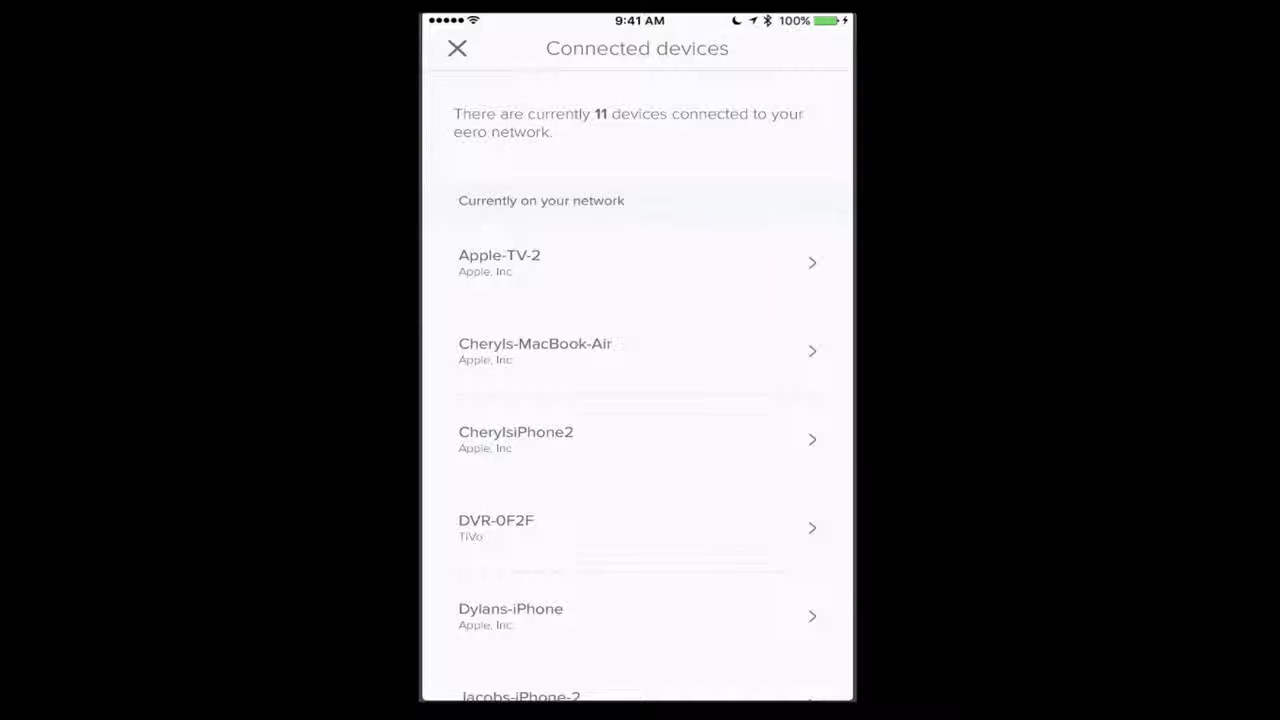 9:41 AM
100%
Connected devices
There are currently 11 devices connected to your
eero network.
Currently on your network
Apple-TV-2
Apple, Inc
Cheryls-MacBook-Air
Apple, Inc
CherylsiPhone2
Apple, Inc
DVR-0F2F
TiVo
Dylans-iPhone
Apple, Inc
Jacobs-iPhone-2